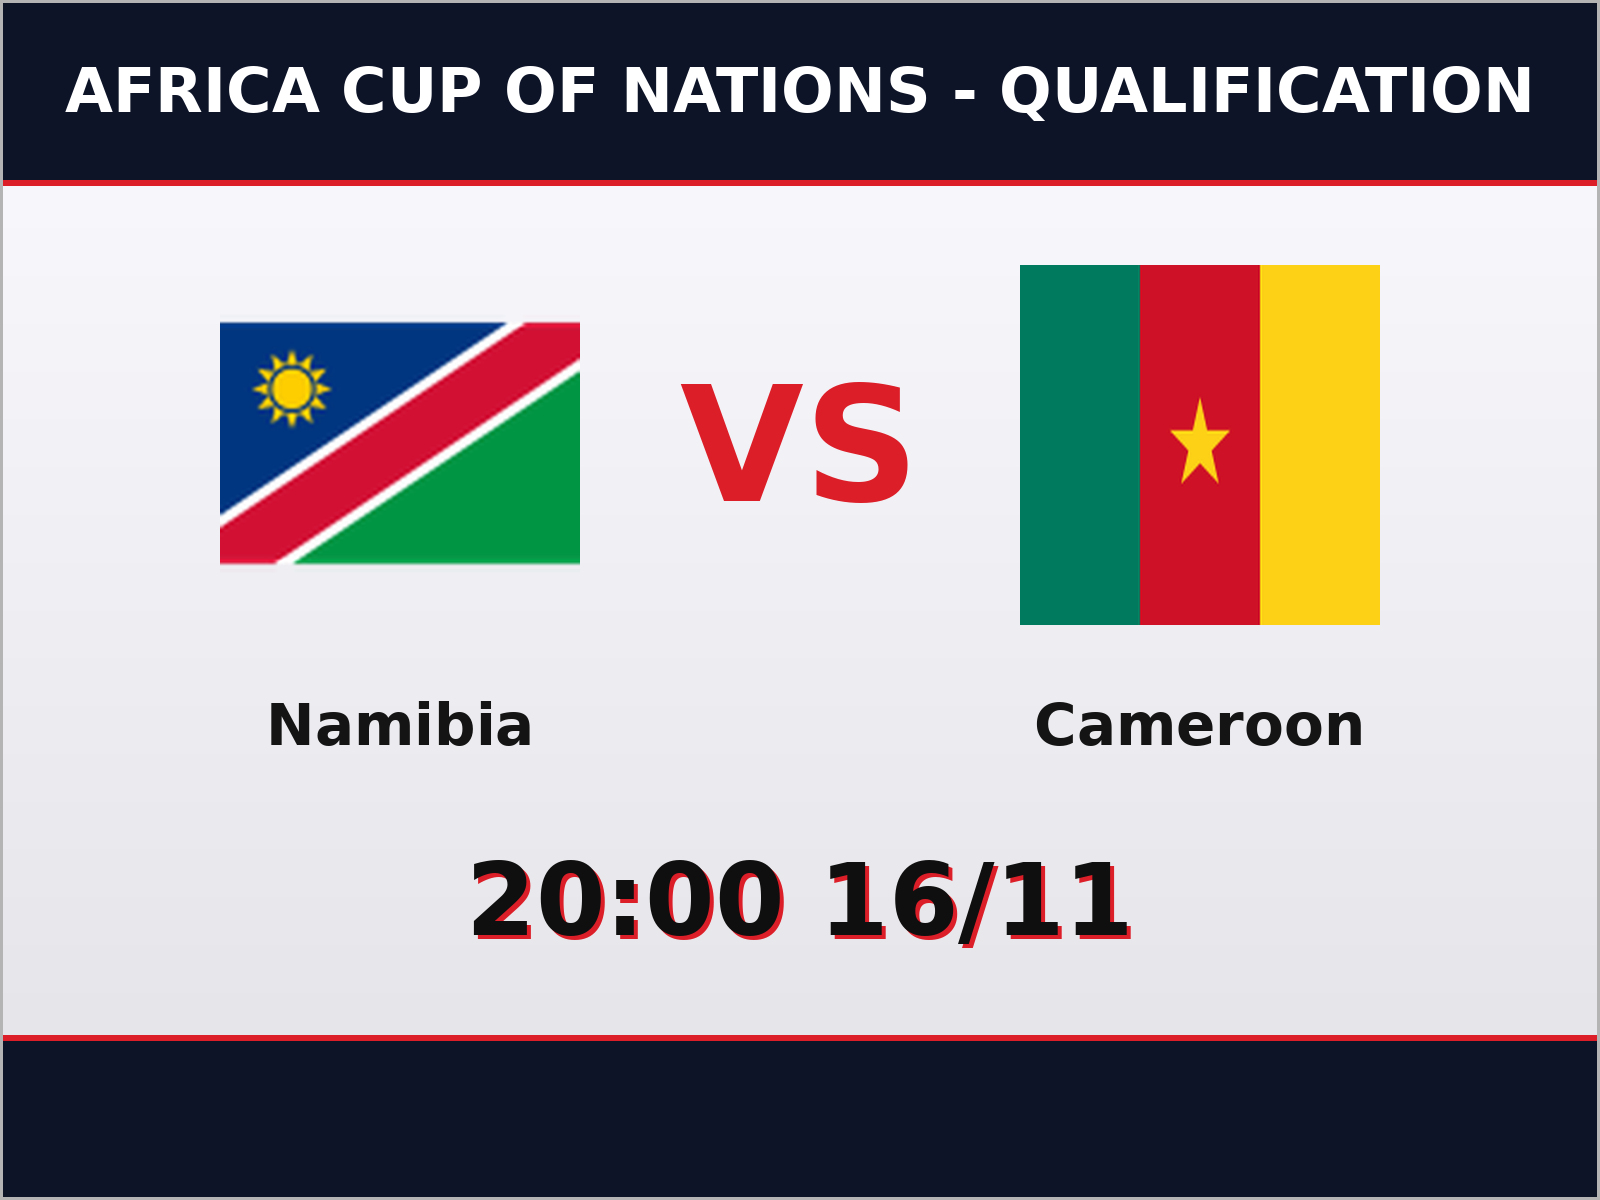 AFRICA CUP OF NATIONS - QUALIFICATION
VS
Namibia
Cameroon
20:00 16/11